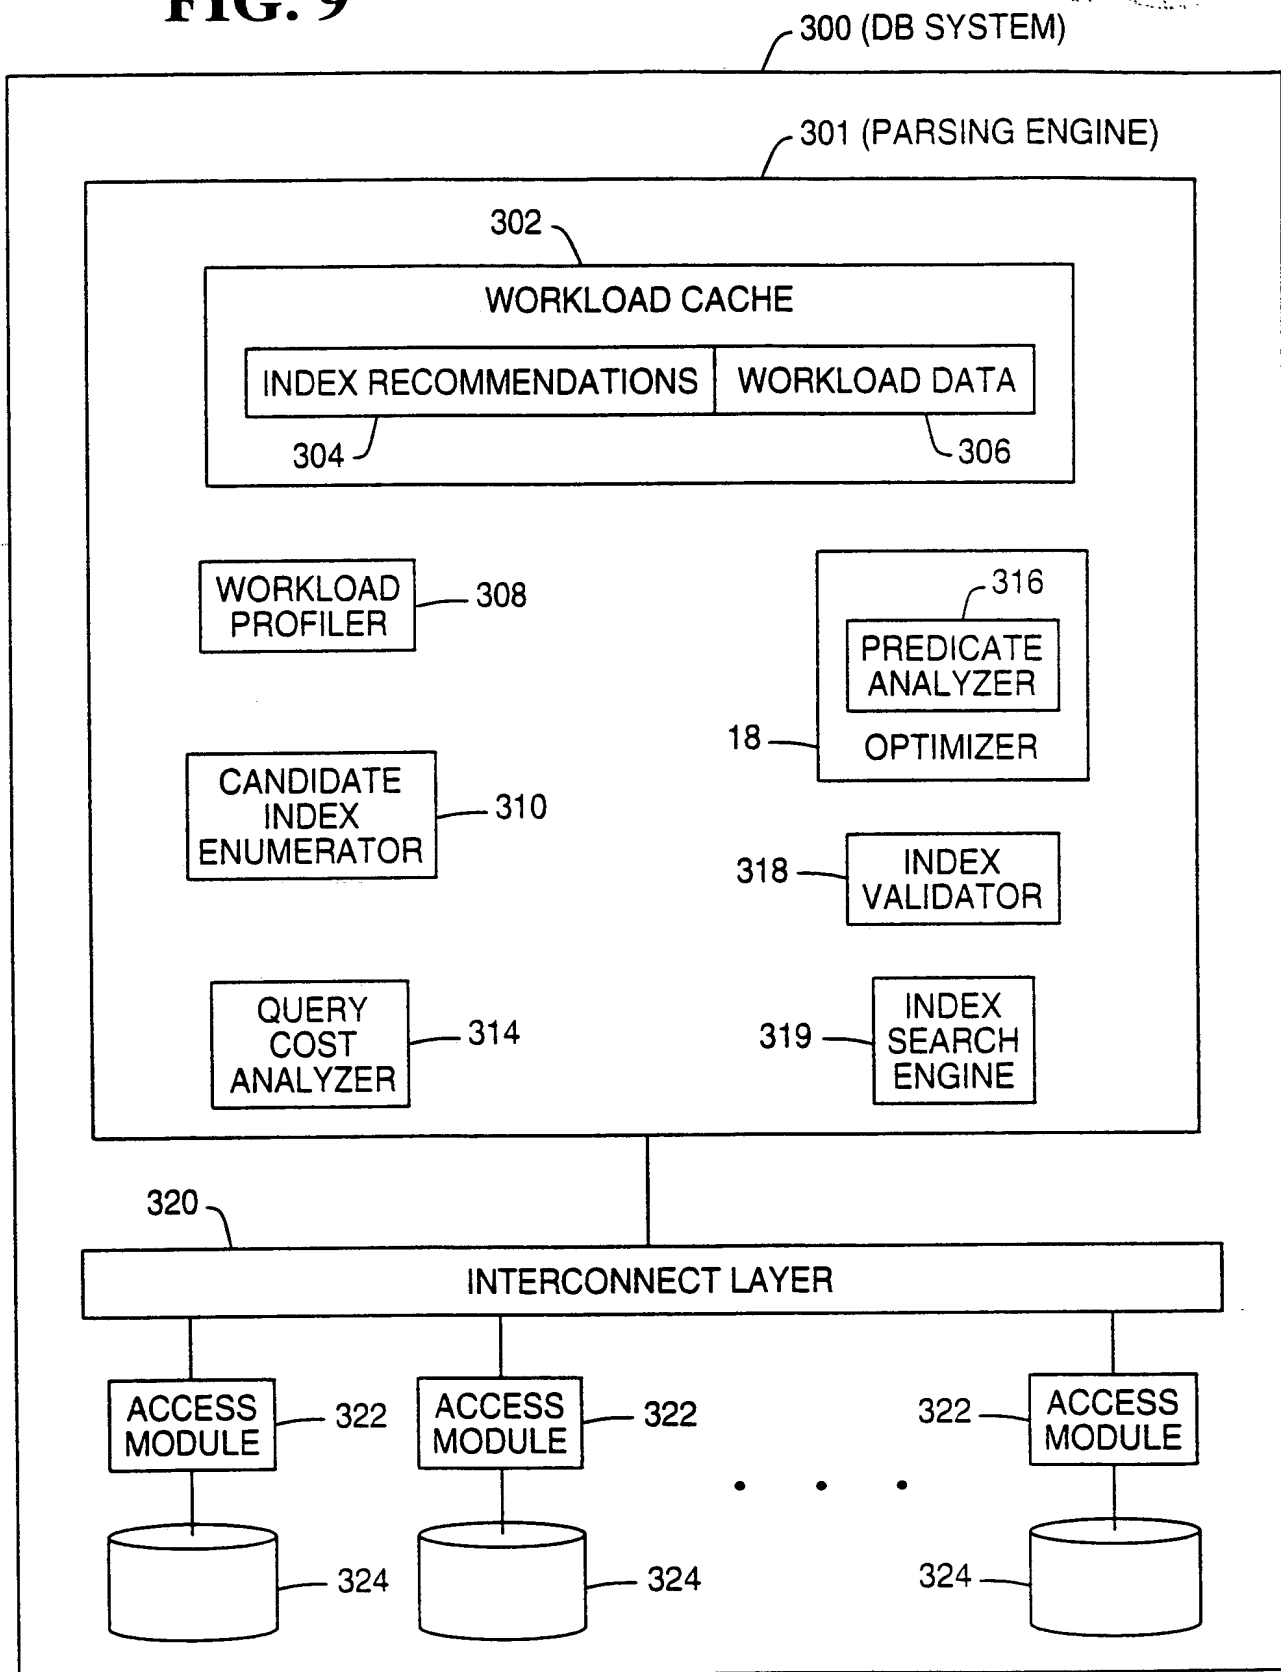 FIG. 9
300 (DB SYSTEM)
301 (PARSING ENGINE)
302
WORKLOAD CACHE
INDEX RECOMMENDATIONS
WORKLOAD DATA
304
306
WORKLOAD
PROFILER
308
316
PREDICATE
ANALYZER
18
OPTIMIZER
CANDIDATE
INDEX
ENUMERATOR
310
318
INDEX
VALIDATOR
QUERY
COST
ANALYZER
314
319
INDEX
SEARCH
ENGINE
320
INTERCONNECT LAYER
ACCESS
MODULE
322
ACCESS
MODULE
322
322
ACCESS
MODULE
. . .
324
324
324